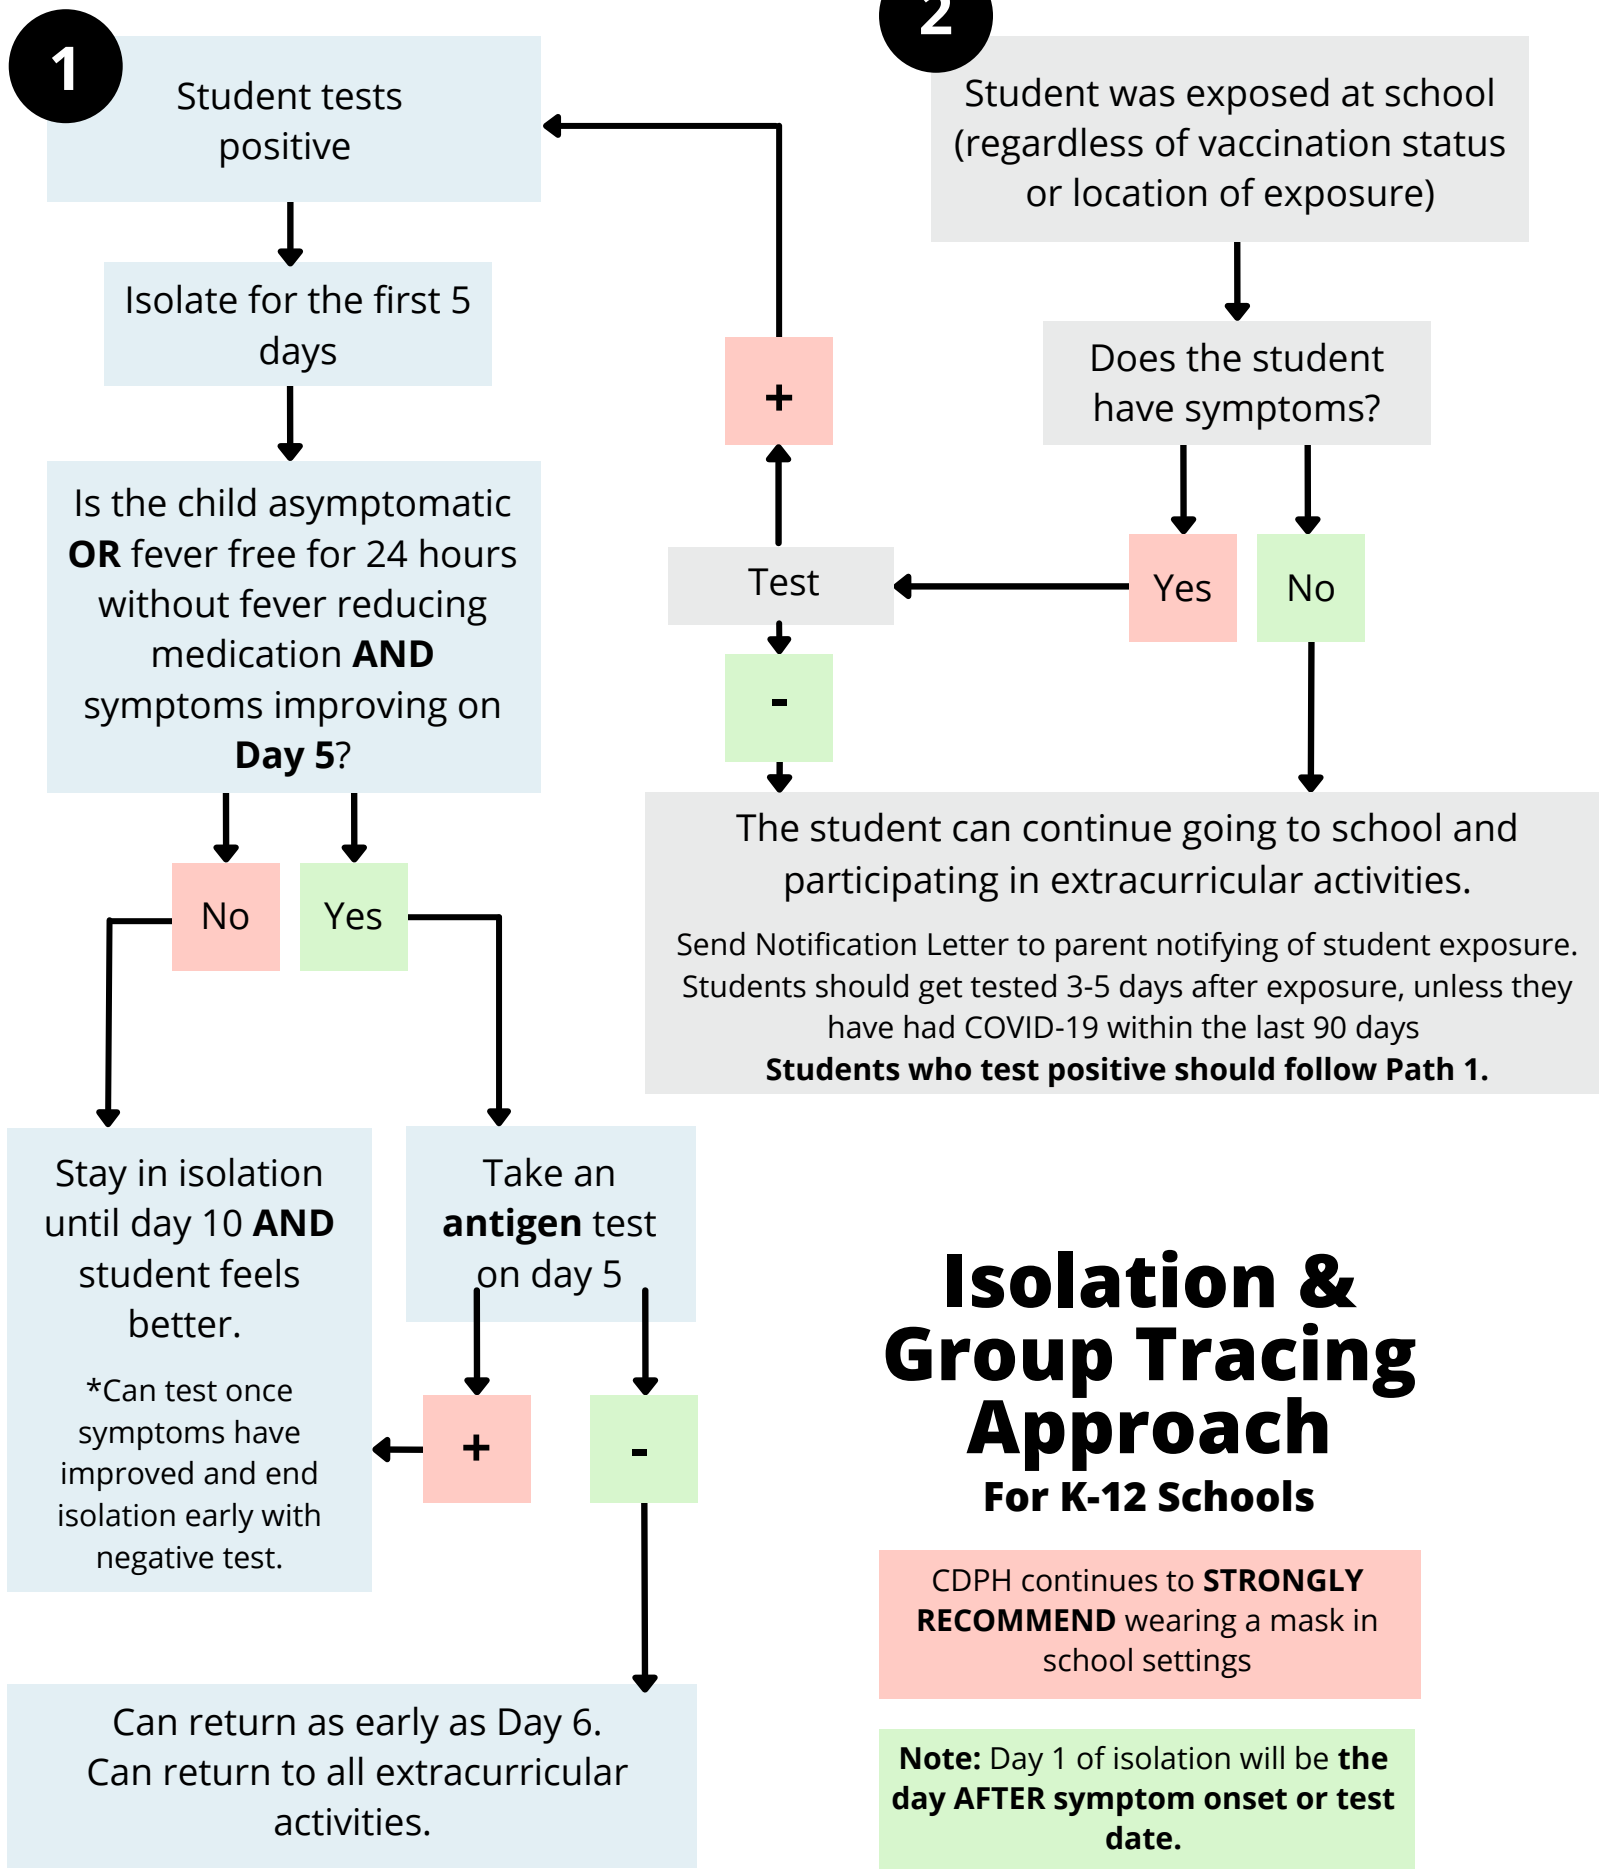 1
Student tests
positive
Isolate for the first 5
days
Is the child asymptomatic
OR fever free for 24 hours
without fever reducing
medication AND
symptoms improving on
Day 5?
No
Yes
Stay in isolation
until day 10 AND
student feels
better.
*Can test once
symptoms have
improved and end
isolation early with
negative test.
Take an
antigen test
on day 5
+
-
Can return as early as Day 6.
Can return to all extracurricular
activities.
2
Student was exposed at school
(regardless of vaccination status
or location of exposure)
Does the student
have symptoms?
Yes
No
Test
+
-
The student can continue going to school and
participating in extracurricular activities.
Send Notification Letter to parent notifying of student exposure.
Students should get tested 3-5 days after exposure, unless they
have had COVID-19 within the last 90 days
Students who test positive should follow Path 1.
Isolation &
Group Tracing
Approach
For K-12 Schools
CDPH continues to STRONGLY
RECOMMEND wearing a mask in
school settings
Note: Day 1 of isolation will be the
day AFTER symptom onset or test
date.